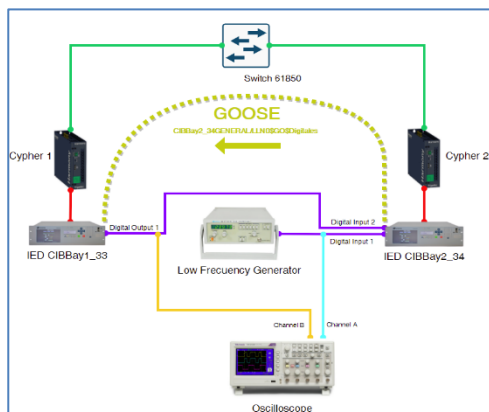 Switch 61850
GOOSE
Cypher 1
Cypher 2
Digital Output 1
Digital Input 2
Digital Input 1
IED CIBBay1_33
Low Frecuency Generator
IED CIBBay2_34
Channel B
Channel A
Oscilloscope